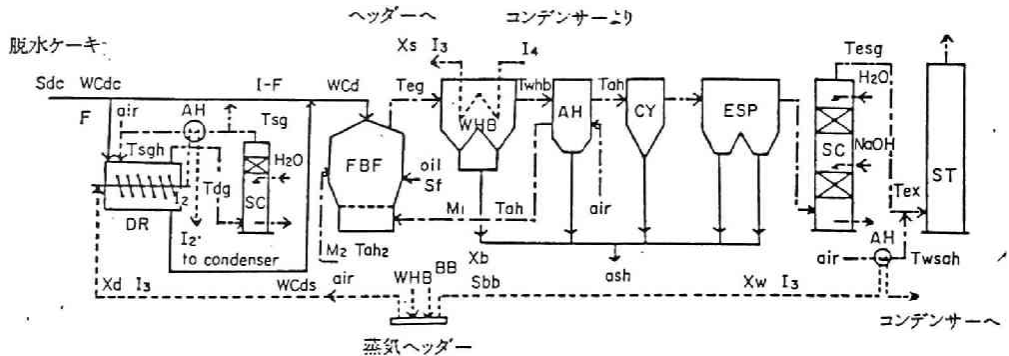 ヘッダーへ コンデンサーより
脱水ケーキ
Xs I3 I4 Tesg
Sdc WCdc I-F WCd Teg Twhb Tah H2O
F air AH Tsg WHB AH CY ESP
Tsgh H2O FBF oil NaOH
Sf SC ST
I2 Tdg SC M1 Tah air Tex
DR
I2' M2 Tah2 AH
to condenser Xb ash air Twsah
Xd I3 WCds air WHB BB Sbb Xw I3
コンデンサーへ
蒸気ヘッダー